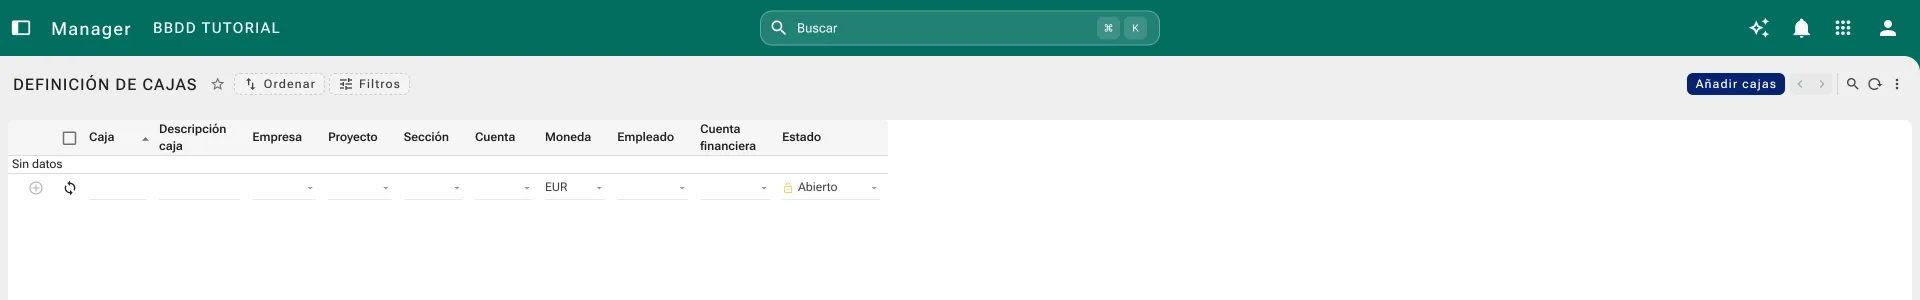 Manager BBDD TUTORIAL Buscar ⌘ K
DEFINICIÓN DE CAJAS Ordenar Filtros Añadir cajas
Caja Descripción caja Empresa Proyecto Sección Cuenta Moneda Empleado Cuenta financiera Estado
Sin datos
EUR Abierto